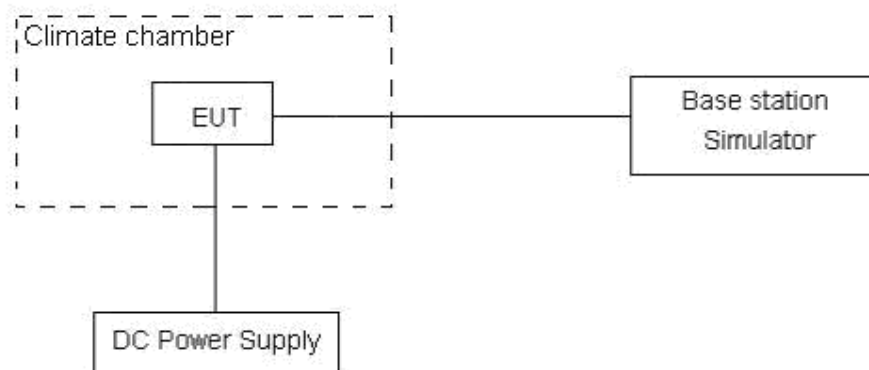 Climate chamber
EUT
Base station
Simulator
DC Power Supply